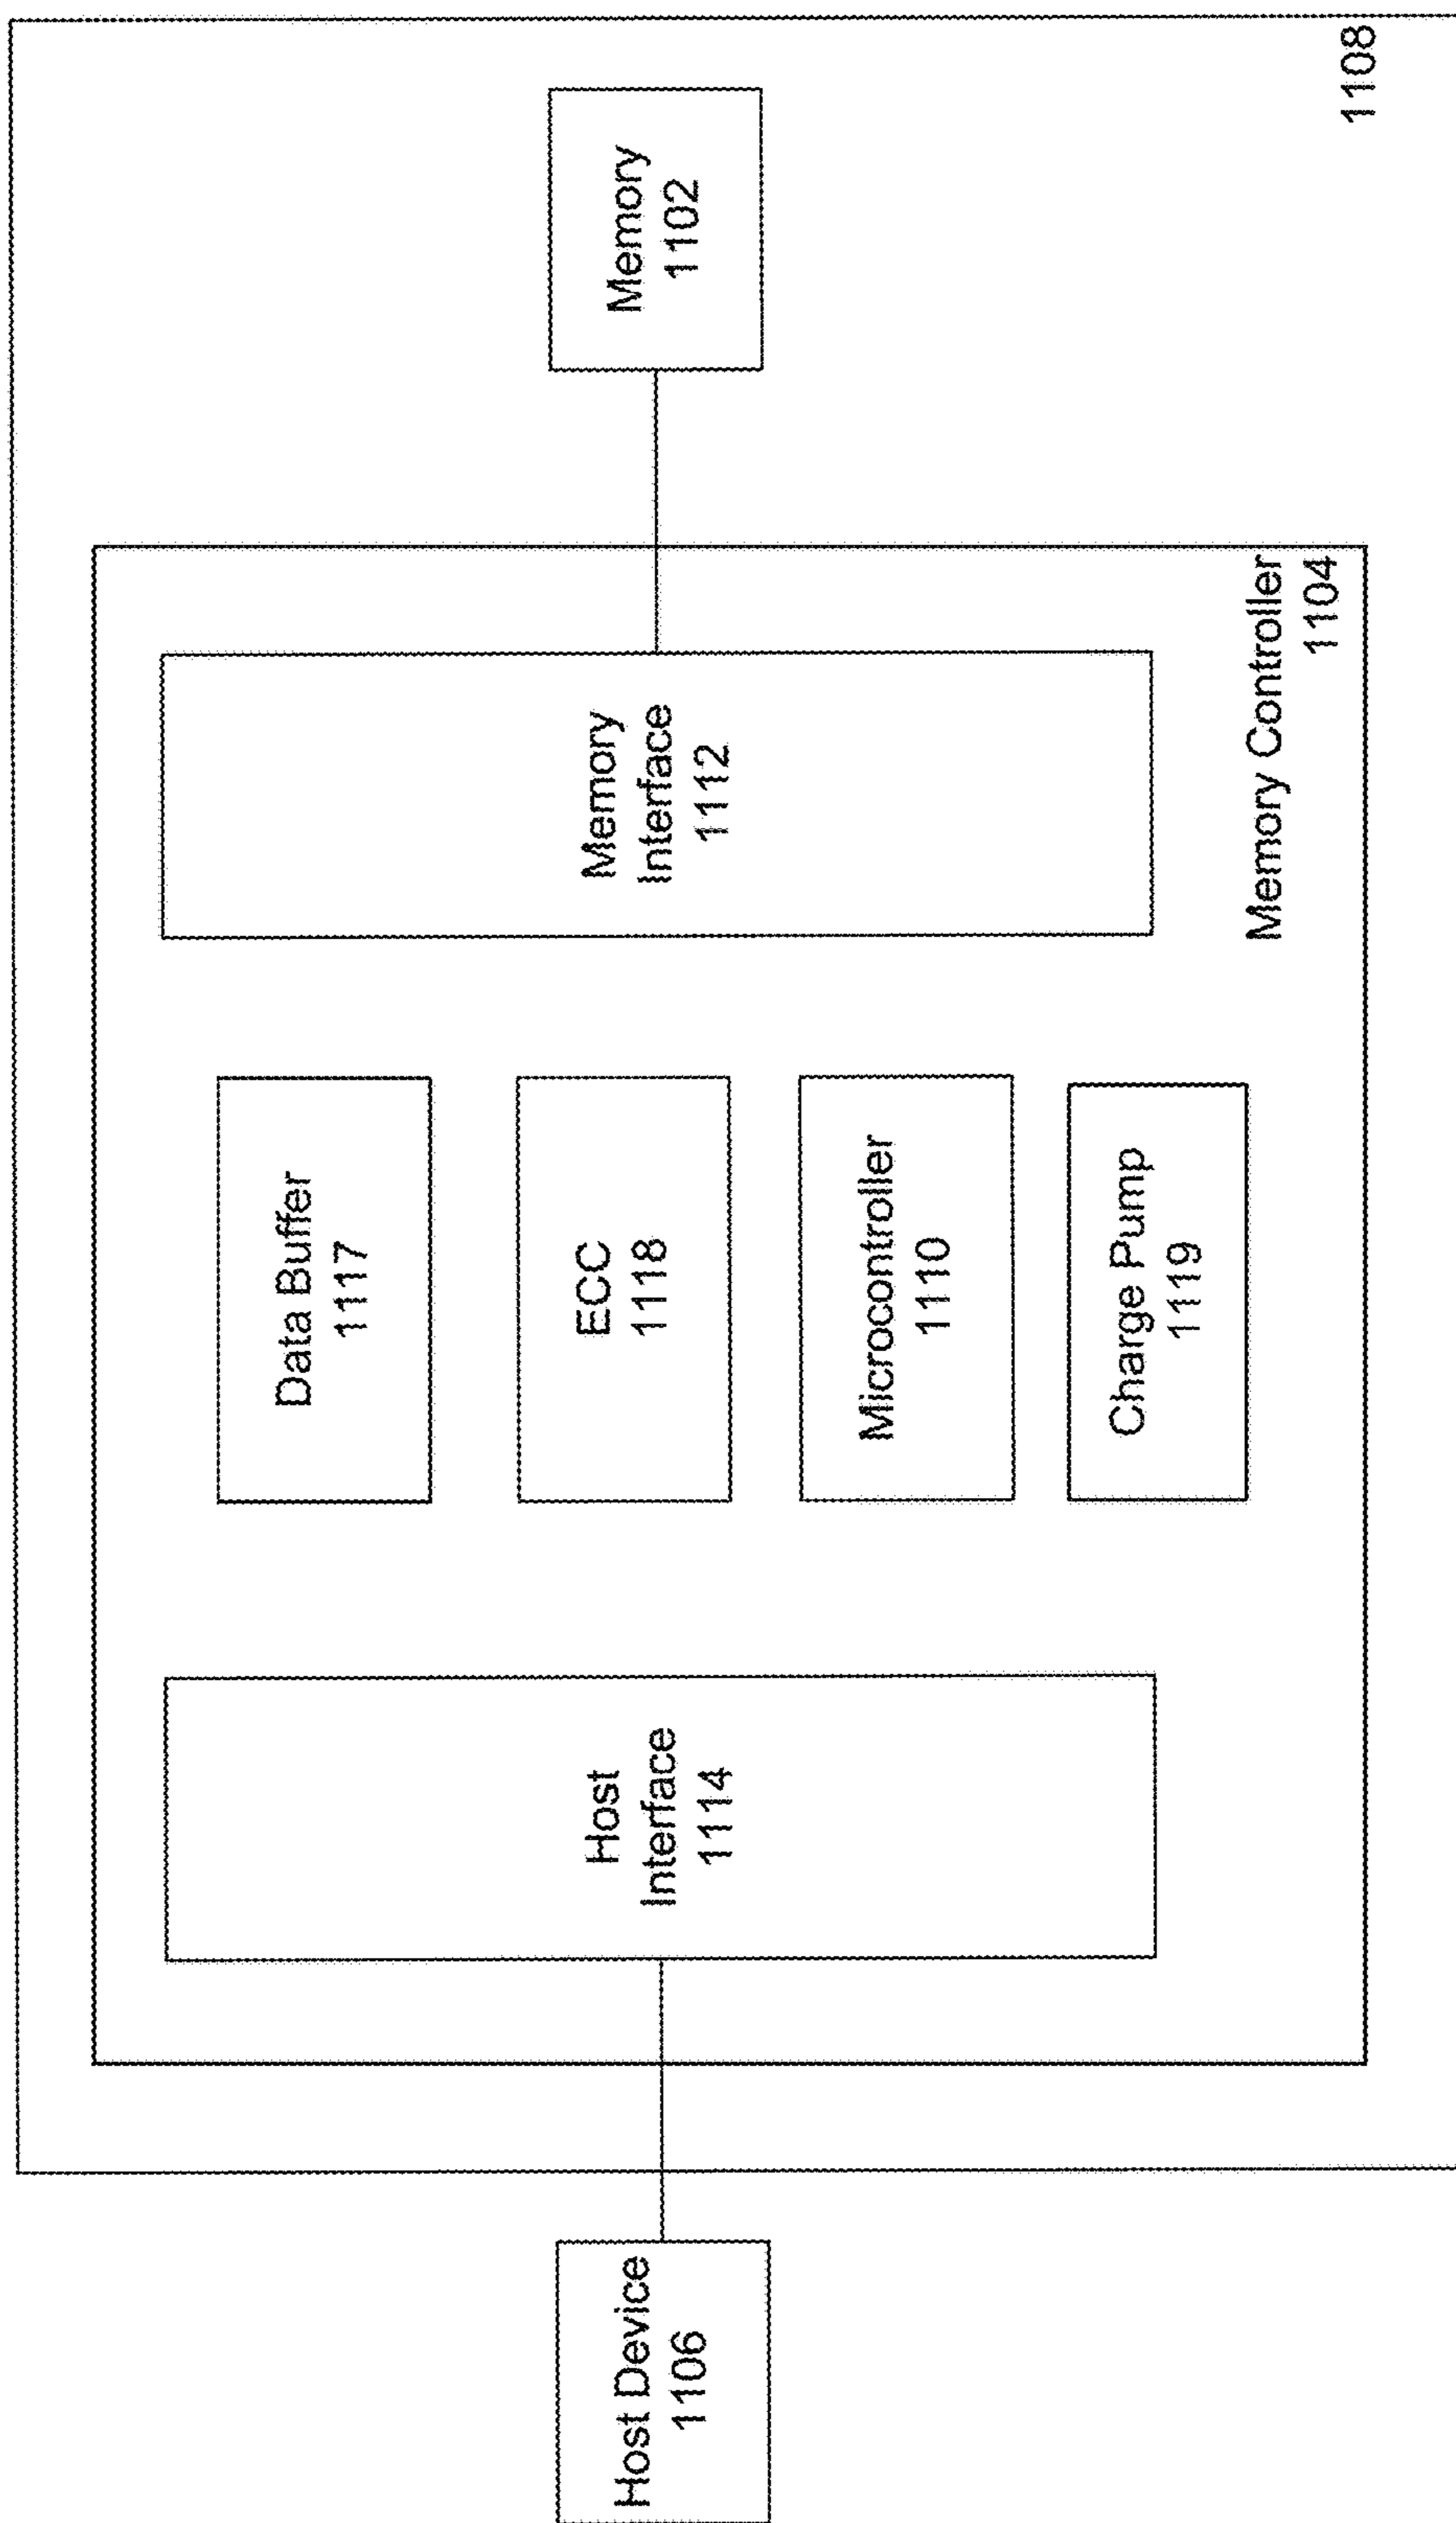 Host Device
1106
Host
Interface
1114
Data Buffer
1117
ECC
1118
Microcontroller
1110
Charge Pump
1119
Memory
Interface
1112
Memory Controller
1104
Memory
1102
1108